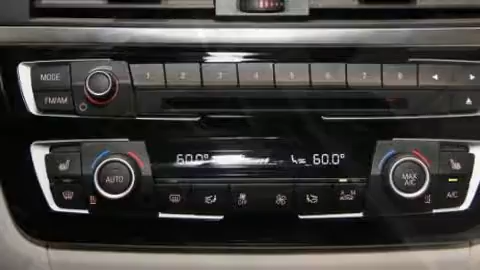 MODE 1 2 3 4 5 6 7 8
FM/AM
60.0° 60.0°
AUTO MAX A/C
A/C